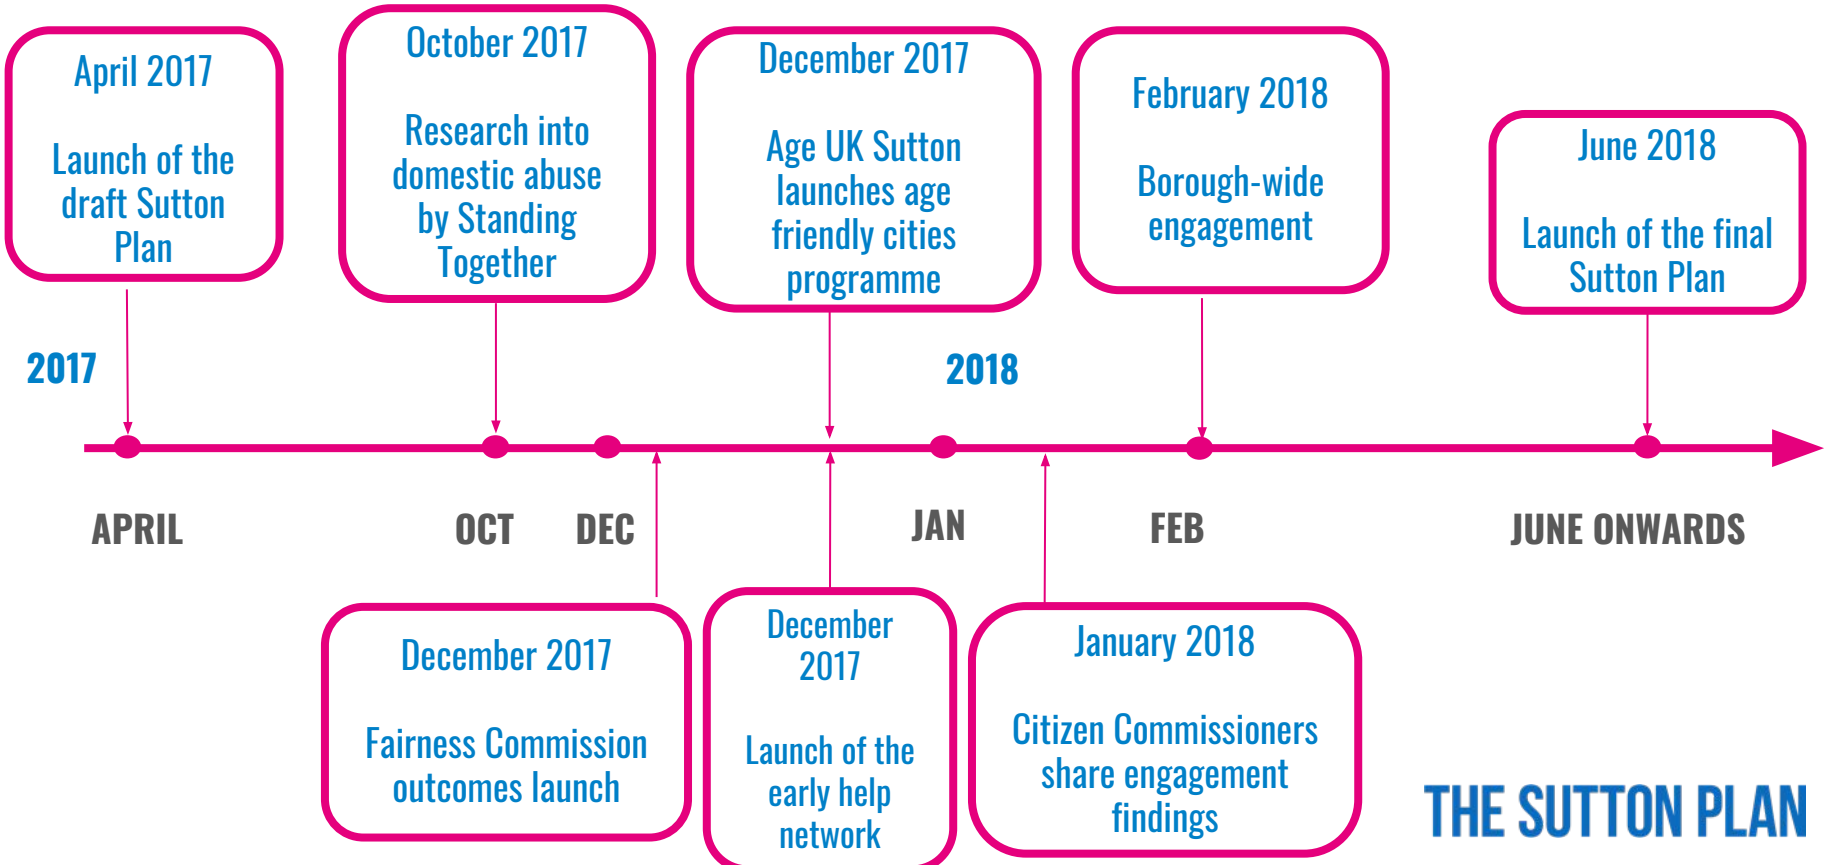 April 2017
Launch of the
draft Sutton
Plan
October 2017
Research into
domestic abuse
by Standing
Together
December 2017
Age UK Sutton
launches age
friendly cities
programme
February 2018
Borough-wide
engagement
June 2018
Launch of the final
Sutton Plan
2017
2018
APRIL
OCT
DEC
JAN
FEB
JUNE ONWARDS
December 2017
Fairness Commission
outcomes launch
December
2017
Launch of the
early help
network
January 2018
Citizen Commissioners
share engagement
findings
THE SUTTON PLAN